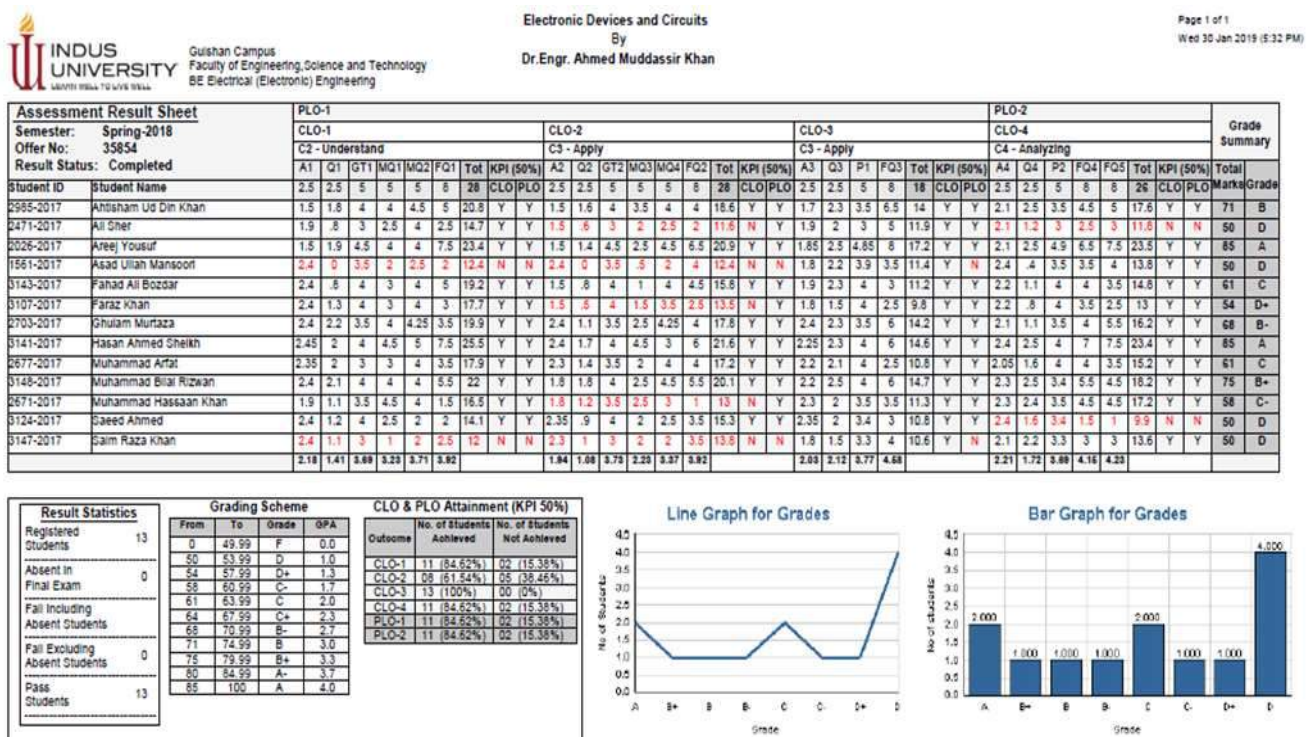 Electronic Devices and Circuits
By
Dr.Engr. Ahmed Muddassir Khan
Page 1 of 1
Wed 30 Jan 2019 (5:32 PM)
INDUS
UNIVERSITY
LEARN WELL TO LIVE WELL
Gulshan Campus
Faculty of Engineering,Science and Technology
BE Electrical (Electronic) Engineering
Assessment Result Sheet PLO-1 PLO-2 Grade Summary
Semester: Spring-2018 CLO-1 CLO-2 CLO-3 CLO-4
Offer No: 35854 C2 - Understand C3 - Apply C3 - Apply C4 - Analyzing
Result Status: Completed A1 Q1 GT1 MQ1 MQ2 FQ1 Tot KPI (50%) A2 Q2 GT2 MQ3 MQ4 FQ2 Tot KPI (50%) A3 Q3 P1 FQ3 Tot KPI (50%) A4 Q4 P2 FQ4 FQ5 Tot KPI (50%) Total
Student ID Student Name 2.5 2.5 5 5 5 8 28 CLO PLO 2.5 2.5 5 5 5 8 28 CLO PLO 2.5 2.5 5 8 18 CLO PLO 2.5 2.5 5 8 8 26 CLO PLO Marks Grade
2985-2017 Ahtisham Ud Din Khan 1.5 1.8 4 4 4.5 5 20.8 Y Y 1.5 1.6 4 3.5 4 4 18.6 Y Y 1.7 2.3 3.5 6.5 14 Y Y 2.1 2.5 3.5 4.5 5 17.6 Y Y 71 B
2471-2017 Ali Sher 1.9 .8 3 2.5 4 2.5 14.7 Y Y 1.5 .6 3 2 2.5 2 11.6 N Y 1.9 2 3 5 11.9 Y Y 2.1 1.2 3 2.5 3 11.8 N N 50 D
2026-2017 Areej Yousuf 1.5 1.9 4.5 4 4 7.5 23.4 Y Y 1.5 1.4 4.5 2.5 4.5 6.5 20.9 Y Y 1.85 2.5 4.85 8 17.2 Y Y 2.1 2.5 4.9 6.5 7.5 23.5 Y Y 85 A
1561-2017 Asad Ullah Mansoori 2.4 0 3.5 2 2.5 2 12.4 N N 2.4 0 3.5 .5 2 4 12.4 N N 1.8 2.2 3.9 3.5 11.4 Y N 2.4 .4 3.5 3.5 4 13.8 Y Y 50 D
3143-2017 Fahad Ali Bozdar 2.4 .8 4 3 4 5 19.2 Y Y 1.5 .8 4 1 4 4.5 15.8 Y Y 1.9 2.3 4 3 11.2 Y Y 2.2 1.1 4 4 3.5 14.8 Y Y 61 C
3107-2017 Faraz Khan 2.4 1.3 4 3 4 3 17.7 Y Y 1.5 .5 4 1.5 3.5 2.5 13.5 N Y 1.8 1.5 4 2.5 9.8 Y Y 2.2 .8 4 3.5 2.5 13 Y Y 54 D+
2703-2017 Ghulam Murtaza 2.4 2.2 3.5 4 4.25 3.5 19.9 Y Y 2.4 1.1 3.5 2.5 4.25 4 17.8 Y Y 2.4 2.3 3.5 6 14.2 Y Y 2.1 1.1 3.5 4 5.5 16.2 Y Y 68 B-
3141-2017 Hasan Ahmed Sheikh 2.45 2 4 4.5 5 7.5 25.5 Y Y 2.4 1.7 4 4.5 3 6 21.6 Y Y 2.25 2.3 4 6 14.6 Y Y 2.4 2.5 4 7 7.5 23.4 Y Y 85 A
2677-2017 Muhammad Arfat 2.35 2 3 3 4 3.5 17.9 Y Y 2.3 1.4 3.5 2 4 4 17.2 Y Y 2.2 2.1 4 2.5 10.8 Y Y 2.05 1.6 4 4 3.5 15.2 Y Y 61 C
3148-2017 Muhammad Bilal Rizwan 2.4 2.1 4 4 4 5.5 22 Y Y 1.8 1.8 4 2.5 4.5 5.5 20.1 Y Y 2.2 2.5 4 6 14.7 Y Y 2.3 2.5 3.4 5.5 4.5 18.2 Y Y 75 B+
2671-2017 Muhammad Hassaan Khan 1.9 1.1 3.5 4.5 4 1.5 16.5 Y Y 1.8 1.2 3.5 2.5 3 1 13 N Y 2.3 2 3.5 3.5 11.3 Y Y 2.3 2.4 3.5 4.5 4.5 17.2 Y Y 58 C-
3124-2017 Saeed Ahmed 2.4 1.2 4 2.5 2 2 14.1 Y Y 2.35 .9 4 2 2.5 3.5 15.3 Y Y 2.35 2 3.4 3 10.8 Y Y 2.4 1.6 3.4 1.5 1 9.9 N N 50 D
3147-2017 Saim Raza Khan 2.4 1.1 3 1 2 2.5 12 N N 2.3 1 3 2 2 3.5 13.8 N N 1.8 1.5 3.3 4 10.6 Y N 2.1 2.2 3.3 3 3 13.6 Y Y 50 D
2.18 1.41 3.69 3.23 3.71 3.92 1.94 1.08 3.73 2.23 3.37 3.92 2.03 2.12 3.77 4.58 2.21 1.72 3.69 4.15 4.23
Result Statistics
Registered Students 13
Absent In Final Exam 0
Fail Including Absent Students
Fail Excluding Absent Students 0
Pass Students 13
Grading Scheme
From To Grade GPA
0 49.99 F 0.0
50 53.99 D 1.0
54 57.99 D+ 1.3
58 60.99 C- 1.7
61 63.99 C 2.0
64 67.99 C+ 2.3
68 70.99 B- 2.7
71 74.99 B 3.0
75 79.99 B+ 3.3
80 84.99 A- 3.7
85 100 A 4.0
CLO & PLO Attainment (KPI 50%)
Outcome No. of Students Achieved No. of Students Not Achieved
CLO-1 11 (84.62%) 02 (15.38%)
CLO-2 08 (61.54%) 05 (38.46%)
CLO-3 13 (100%) 00 (0%)
CLO-4 11 (84.62%) 02 (15.38%)
PLO-1 11 (84.62%) 02 (15.38%)
PLO-2 11 (84.62%) 02 (15.38%)
Line Graph for Grades
No of Students
4.5
4.0
3.5
3.0
2.5
2.0
1.5
1.0
0.5
0.0
A B+ B B- C C- D+ D
Grade
Bar Graph for Grades
No of students
4.5
4.0
3.5
3.0
2.5
2.0
1.5
1.0
0.5
0.0
2.000 1.000 1.000 1.000 2.000 1.000 1.000 4.000
A B+ B B- C C- D+ D
Grade